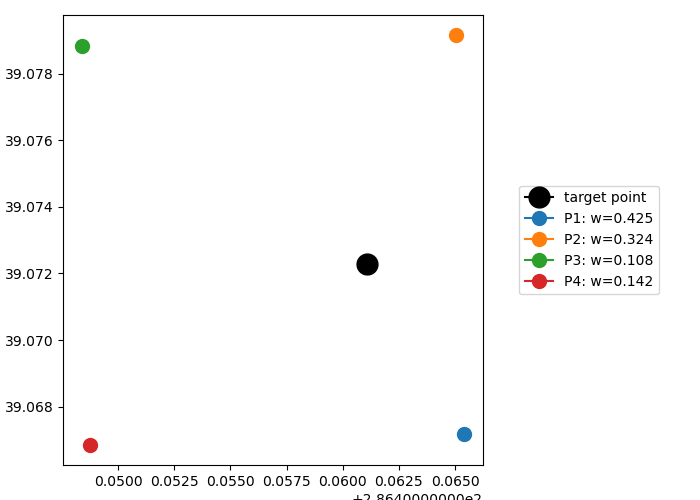 39.078
39.076
39.074
39.072
39.070
39.068
0.0500 0.0525 0.0550 0.0575 0.0600 0.0625 0.0650
+2.8640000000e2
target point
P1: w=0.425
P2: w=0.324
P3: w=0.108
P4: w=0.142